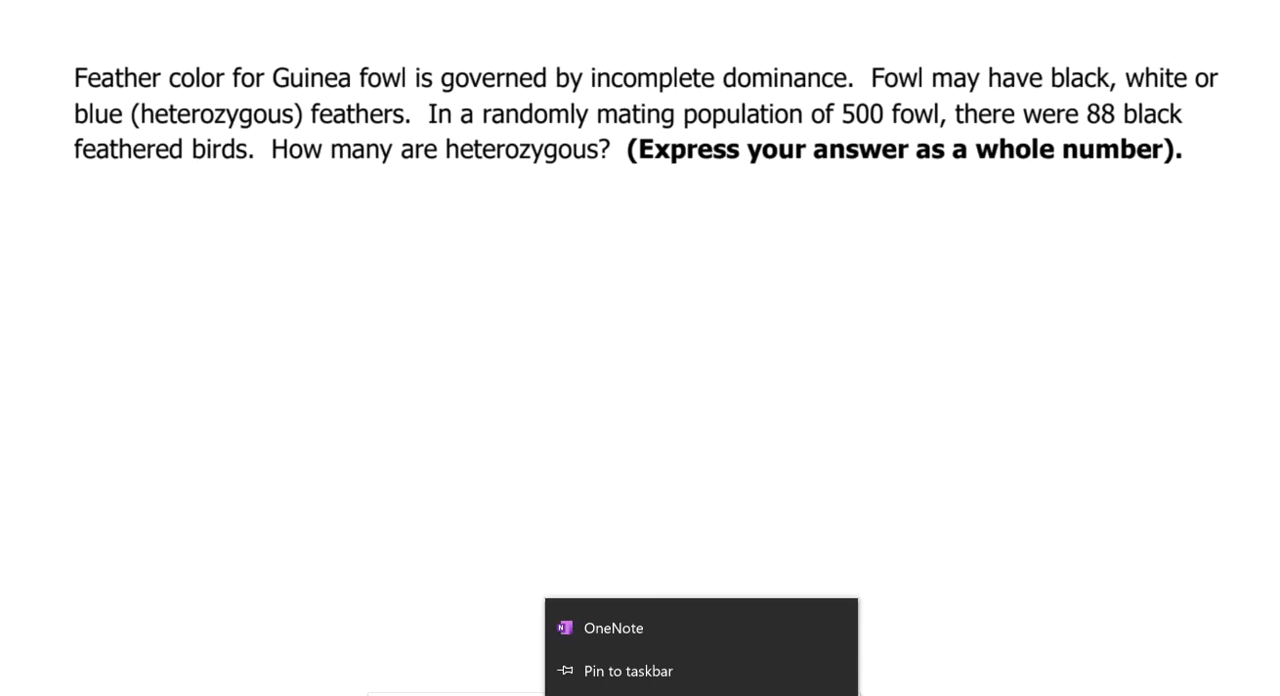 Feather color for Guinea fowl is governed by incomplete dominance.  Fowl may have black, white or
blue (heterozygous) feathers.  In a randomly mating population of 500 fowl, there were 88 black
feathered birds.  How many are heterozygous?  (Express your answer as a whole number).
OneNote
Pin to taskbar